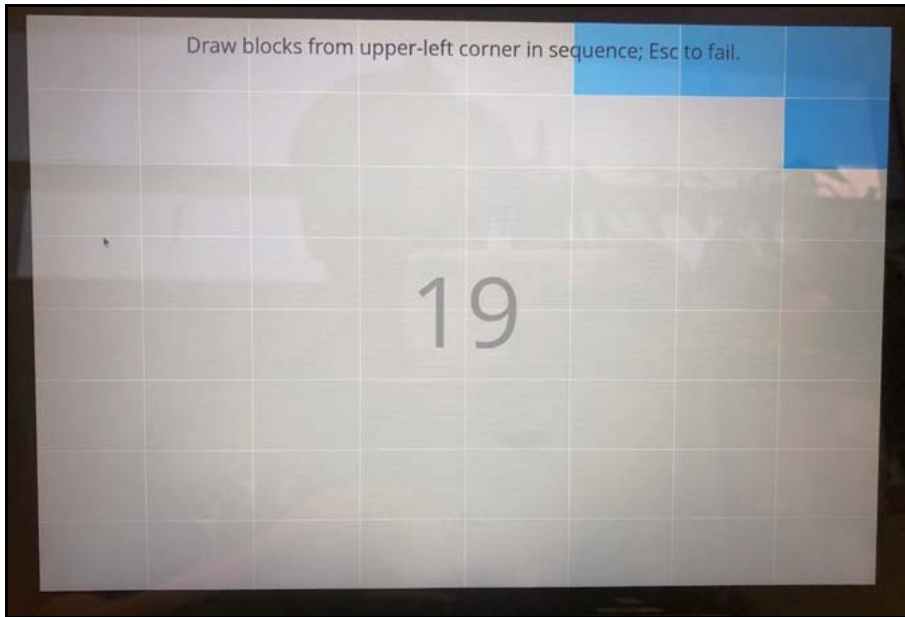 Draw blocks from upper-left corner in sequence; Esc to fail.
19